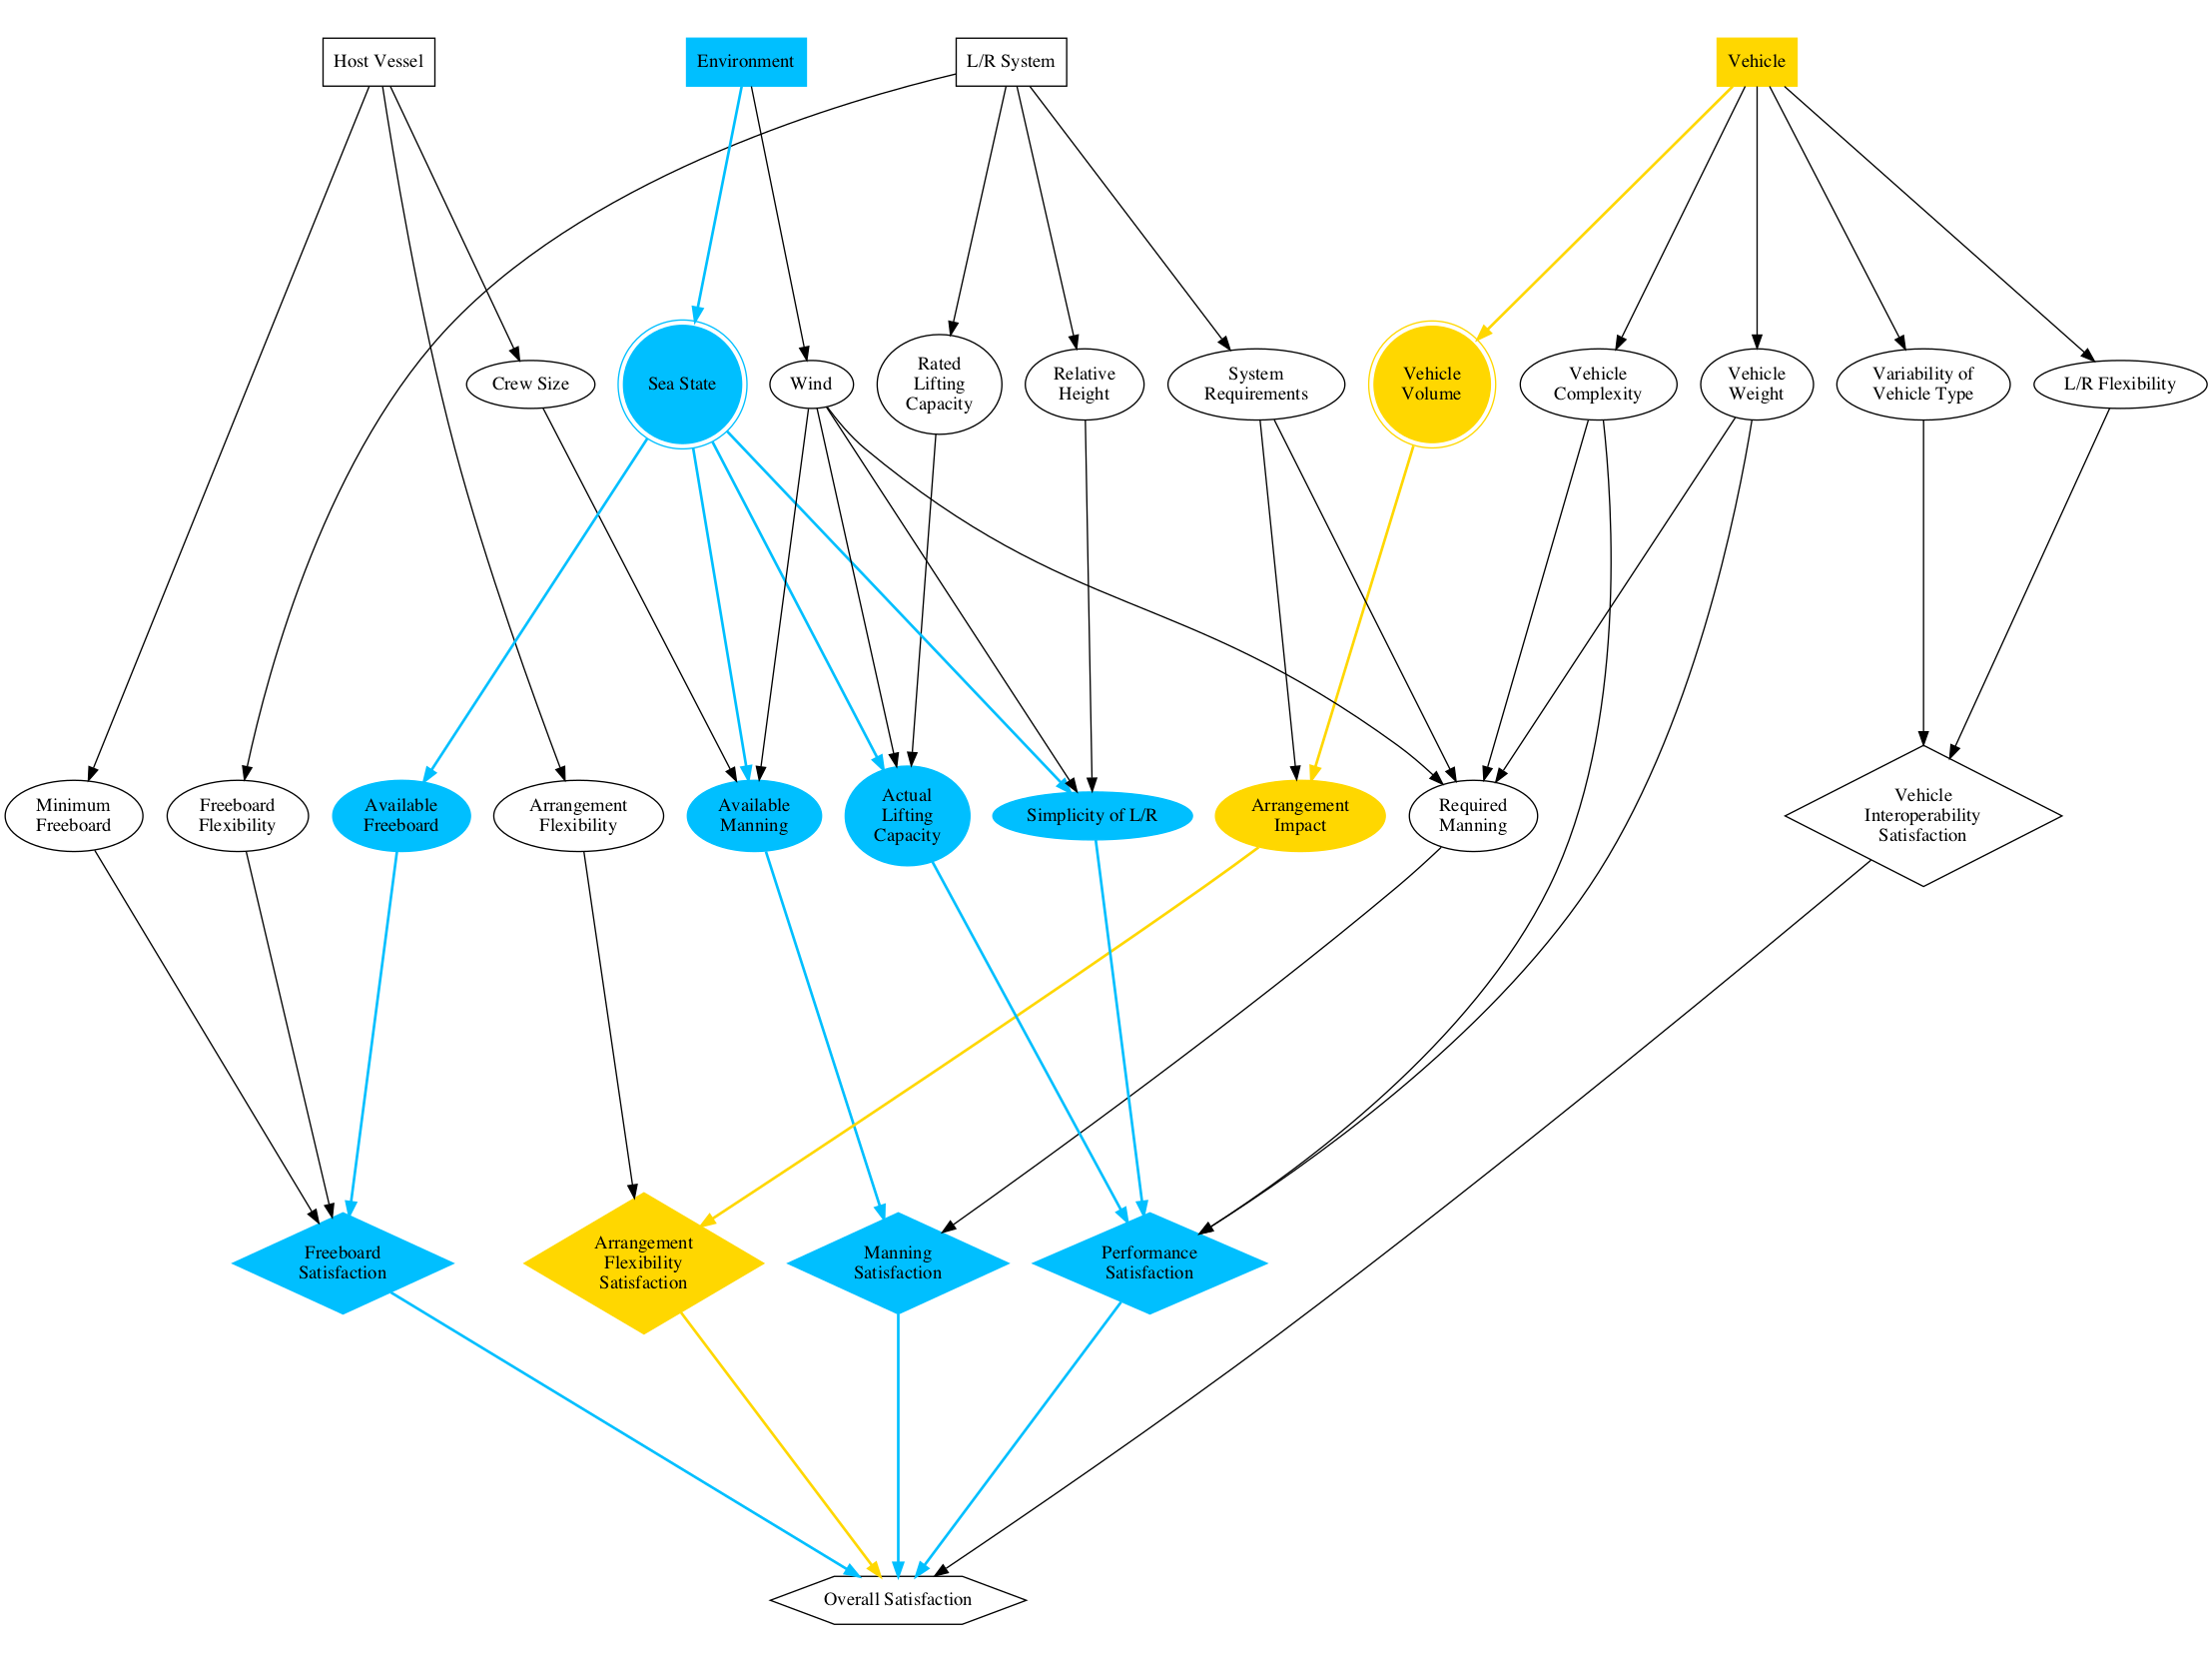 Host Vessel
Environment
L/R System
Vehicle
Crew Size
Sea State
Wind
Rated
Lifting
Capacity
Relative
Height
System
Requirements
Vehicle
Volume
Vehicle
Complexity
Vehicle
Weight
Variability of
Vehicle Type
L/R Flexibility
Minimum
Freeboard
Freeboard
Flexibility
Available
Freeboard
Arrangement
Flexibility
Available
Manning
Actual
Lifting
Capacity
Simplicity of L/R
Arrangement
Impact
Required
Manning
Vehicle
Interoperability
Satisfaction
Freeboard
Satisfaction
Arrangement
Flexibility
Satisfaction
Manning
Satisfaction
Performance
Satisfaction
Overall Satisfaction